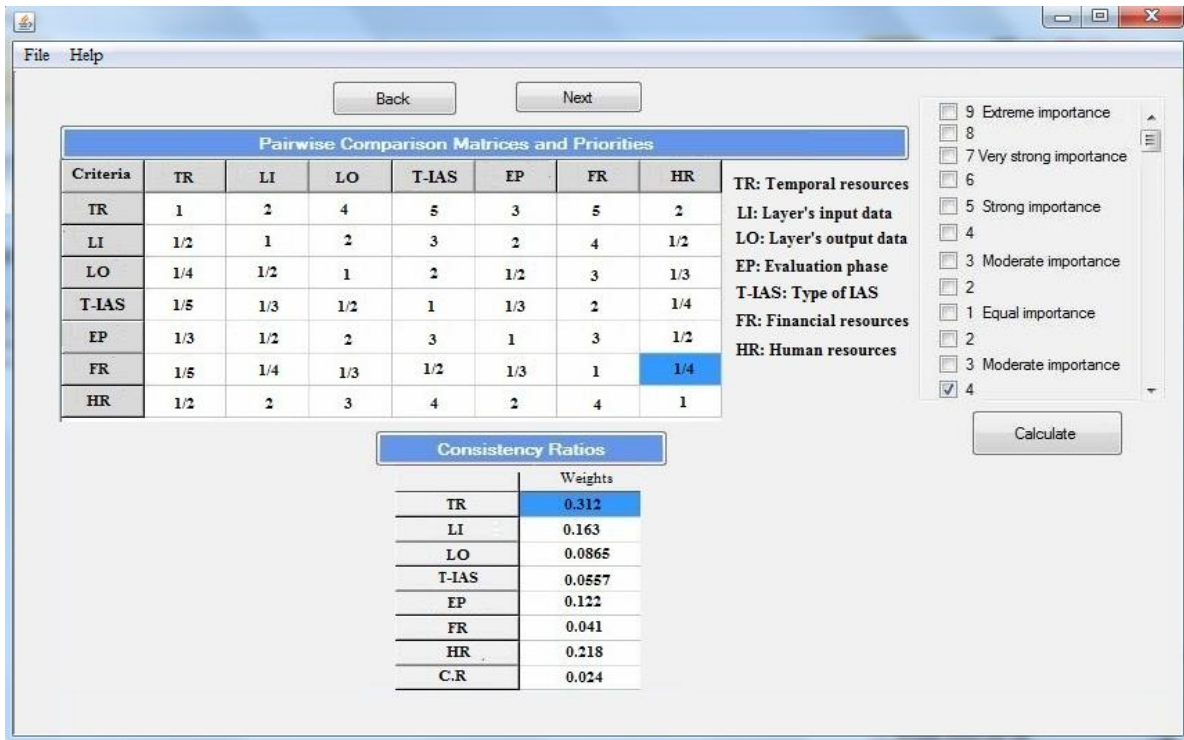 File Help
Back Next
Pairwise Comparison Matrices and Priorities
Criteria TR LI LO T-IAS EP FR HR
TR 1 2 4 5 3 5 2
LI 1/2 1 2 3 2 4 1/2
LO 1/4 1/2 1 2 1/2 3 1/3
T-IAS 1/5 1/3 1/2 1 1/3 2 1/4
EP 1/3 1/2 2 3 1 3 1/2
FR 1/5 1/4 1/3 1/2 1/3 1 1/4
HR 1/2 2 3 4 2 4 1
TR: Temporal resources
LI: Layer's input data
LO: Layer's output data
EP: Evaluation phase
T-IAS: Type of IAS
FR: Financial resources
HR: Human resources
9 Extreme importance
8
7 Very strong importance
6
5 Strong importance
4
3 Moderate importance
2
1 Equal importance
2
3 Moderate importance
4
Calculate
Consistency Ratios
Weights
TR 0.312
LI 0.163
LO 0.0865
T-IAS 0.0557
EP 0.122
FR 0.041
HR 0.218
C.R 0.024